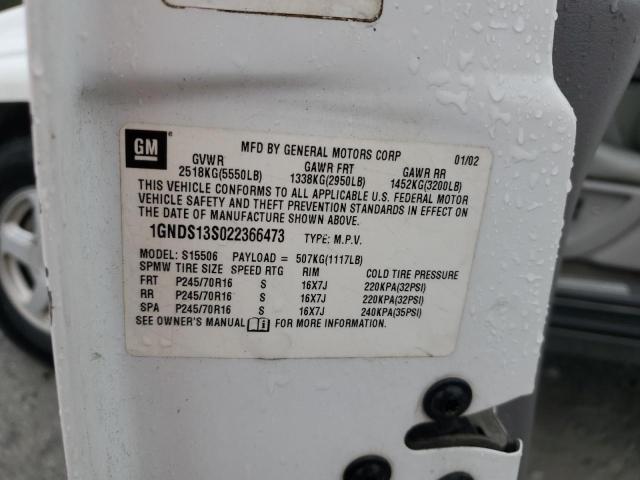 GM
MFD BY GENERAL MOTORS CORP 01/02
GVWR GAWR FRT GAWR RR
2518KG(5550LB) 1338KG(2950LB) 1452KG(3200LB)
THIS VEHICLE CONFORMS TO ALL APPLICABLE U.S. FEDERAL MOTOR
VEHICLE SAFETY AND THEFT PREVENTION STANDARDS IN EFFECT ON
THE DATE OF MANUFACTURE SHOWN ABOVE.
1GNDS13S022366473 TYPE: M.P.V.
MODEL: S15506 PAYLOAD = 507KG(1117LB)
SPMW TIRE SIZE SPEED RTG RIM COLD TIRE PRESSURE
FRT P245/70R16 S 16X7J 220KPA(32PSI)
RR P245/70R16 S 16X7J 220KPA(32PSI)
SPA P245/70R16 S 16X7J 240KPA(35PSI)
SEE OWNER'S MANUAL FOR MORE INFORMATION.